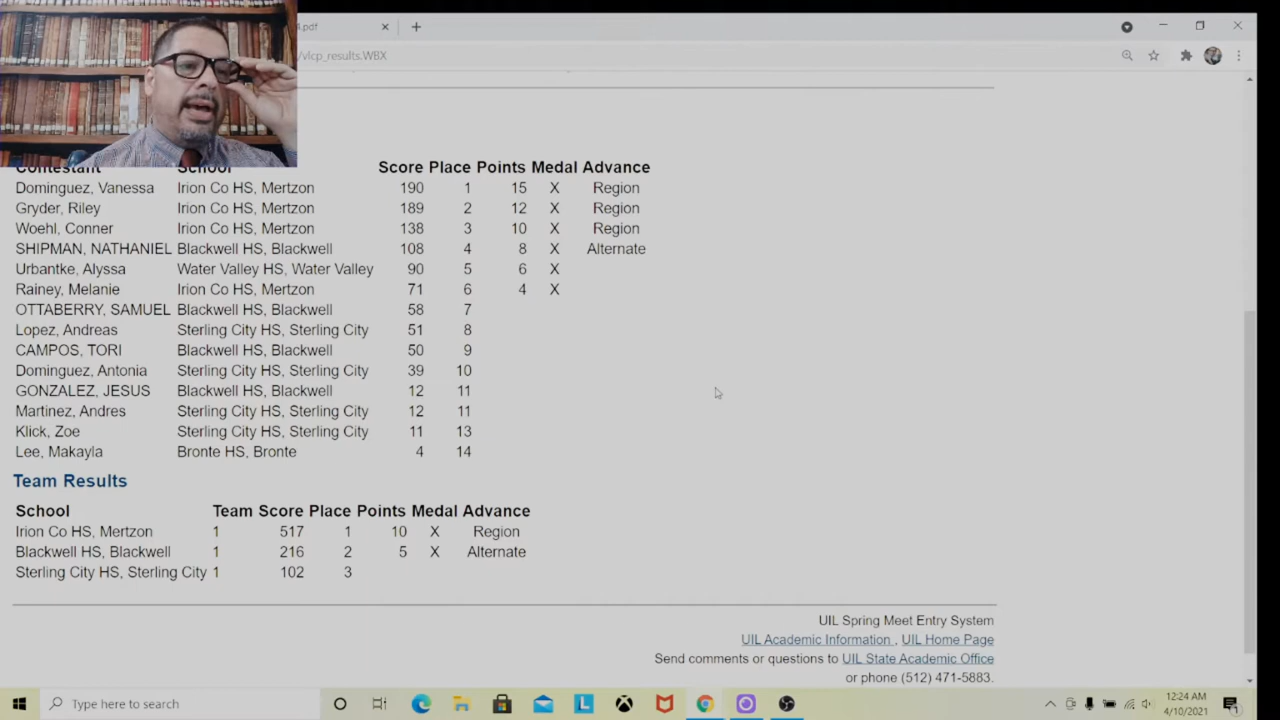 4.pdf
/vlcp_results.WBX
Contestant School Score Place Points Medal Advance
Dominguez, Vanessa Irion Co HS, Mertzon 190 1 15 X Region
Gryder, Riley Irion Co HS, Mertzon 189 2 12 X Region
Woehl, Conner Irion Co HS, Mertzon 138 3 10 X Region
SHIPMAN, NATHANIEL Blackwell HS, Blackwell 108 4 8 X Alternate
Urbantke, Alyssa Water Valley HS, Water Valley 90 5 6 X
Rainey, Melanie Irion Co HS, Mertzon 71 6 4 X
OTTABERRY, SAMUEL Blackwell HS, Blackwell 58 7
Lopez, Andreas Sterling City HS, Sterling City 51 8
CAMPOS, TORI Blackwell HS, Blackwell 50 9
Dominguez, Antonia Sterling City HS, Sterling City 39 10
GONZALEZ, JESUS Blackwell HS, Blackwell 12 11
Martinez, Andres Sterling City HS, Sterling City 12 11
Klick, Zoe Sterling City HS, Sterling City 11 13
Lee, Makayla Bronte HS, Bronte 4 14
Team Results
School Team Score Place Points Medal Advance
Irion Co HS, Mertzon 1 517 1 10 X Region
Blackwell HS, Blackwell 1 216 2 5 X Alternate
Sterling City HS, Sterling City 1 102 3
UIL Spring Meet Entry System
UIL Academic Information , UIL Home Page
Send comments or questions to UIL State Academic Office
or phone (512) 471-5883.
Type here to search
12:24 AM
4/10/2021